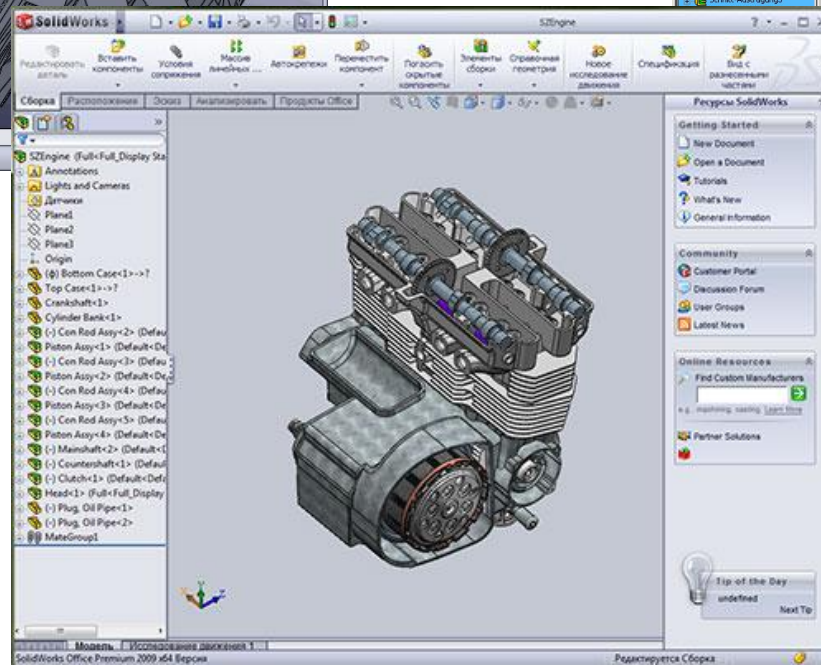 Schnitt-Austragung3
SolidWorks
SZEngine
Редактировать деталь
Вставить компоненты
Условия сопряжения
Массив линейных ...
Автокрепежи
Переместить компонент
Погасить скрытые компоненты
Элементы сборки
Справочная геометрия
Новое исследование движения
Спецификация
Вид с разнесенными частями
Сборка
Расположение
Эскиз
Анализировать
Продукты Office
Ресурсы SolidWorks
SZEngine (Full<Full_Display Sta
Annotations
Lights and Cameras
Датчики
Plane1
Plane2
Plane3
Origin
(ф) Bottom Case<1>->?
Top Case<1>->?
Crankshaft<1>
Cylinder Bank<1>
(-) Con Rod Assy<2> (Defau
Piston Assy<1> (Default<De
(-) Con Rod Assy<3> (Defau
Piston Assy<2> (Default<De
(-) Con Rod Assy<4> (Defau
Piston Assy<3> (Default<De
(-) Con Rod Assy<5> (Defau
Piston Assy<4> (Default<De
(-) Mainshaft<2> (Default<D
(-) Countershaft<1> (Defaul
(-) Clutch<1> (Default<Defa
Head<1> (Full<Full_Display
(-) Plug, Oil Pipe<1>
(-) Plug, Oil Pipe<2>
MateGroup1
Getting Started
New Document
Open a Document
Tutorials
What's New
General Information
Community
Customer Portal
Discussion Forum
User Groups
Latest News
Online Resources
Find Custom Manufacturers
e.g. machining, casting Learn More
Partner Solutions
Tip of the Day
undefined
Next Tip
Модель
Исследование движения 1
SolidWorks Office Premium 2009 x64 Версия
Редактируется Сборка